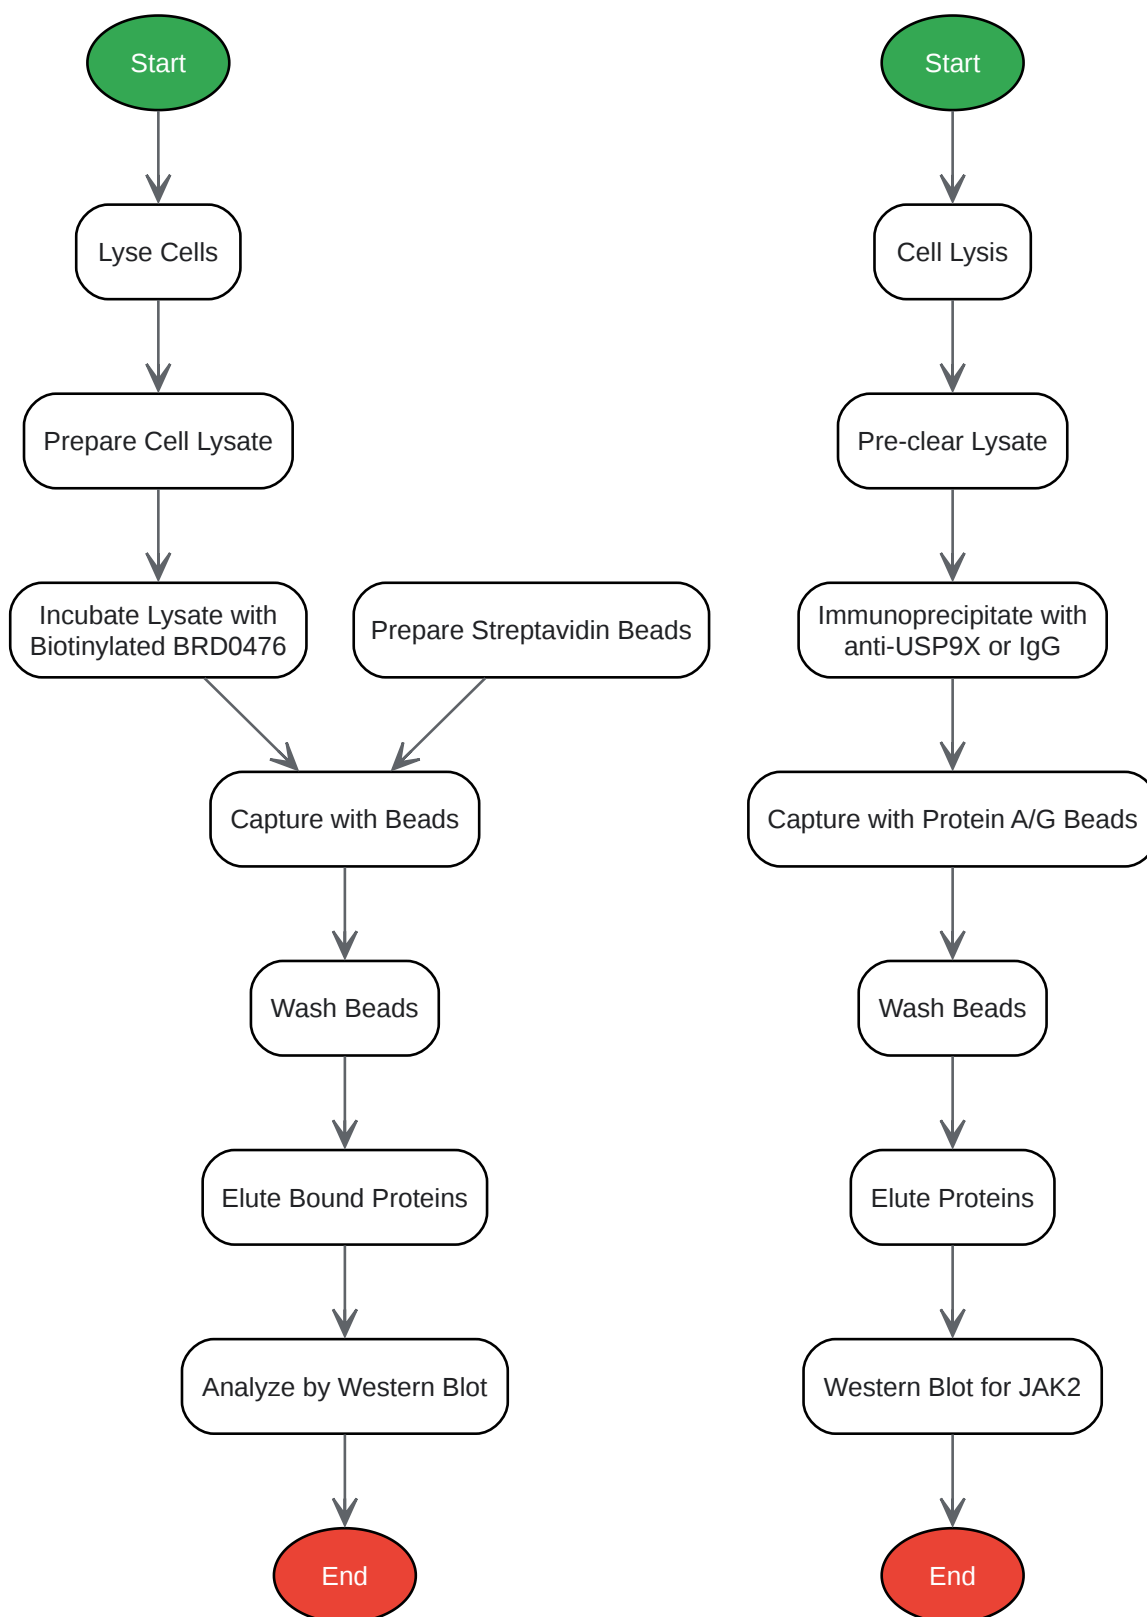 Start
Lyse Cells
Prepare Cell Lysate
Incubate Lysate with
Biotinylated BRD0476
Prepare Streptavidin Beads
Capture with Beads
Wash Beads
Elute Bound Proteins
Analyze by Western Blot
End
Start
Cell Lysis
Pre-clear Lysate
Immunoprecipitate with
anti-USP9X or IgG
Capture with Protein A/G Beads
Wash Beads
Elute Proteins
Western Blot for JAK2
End